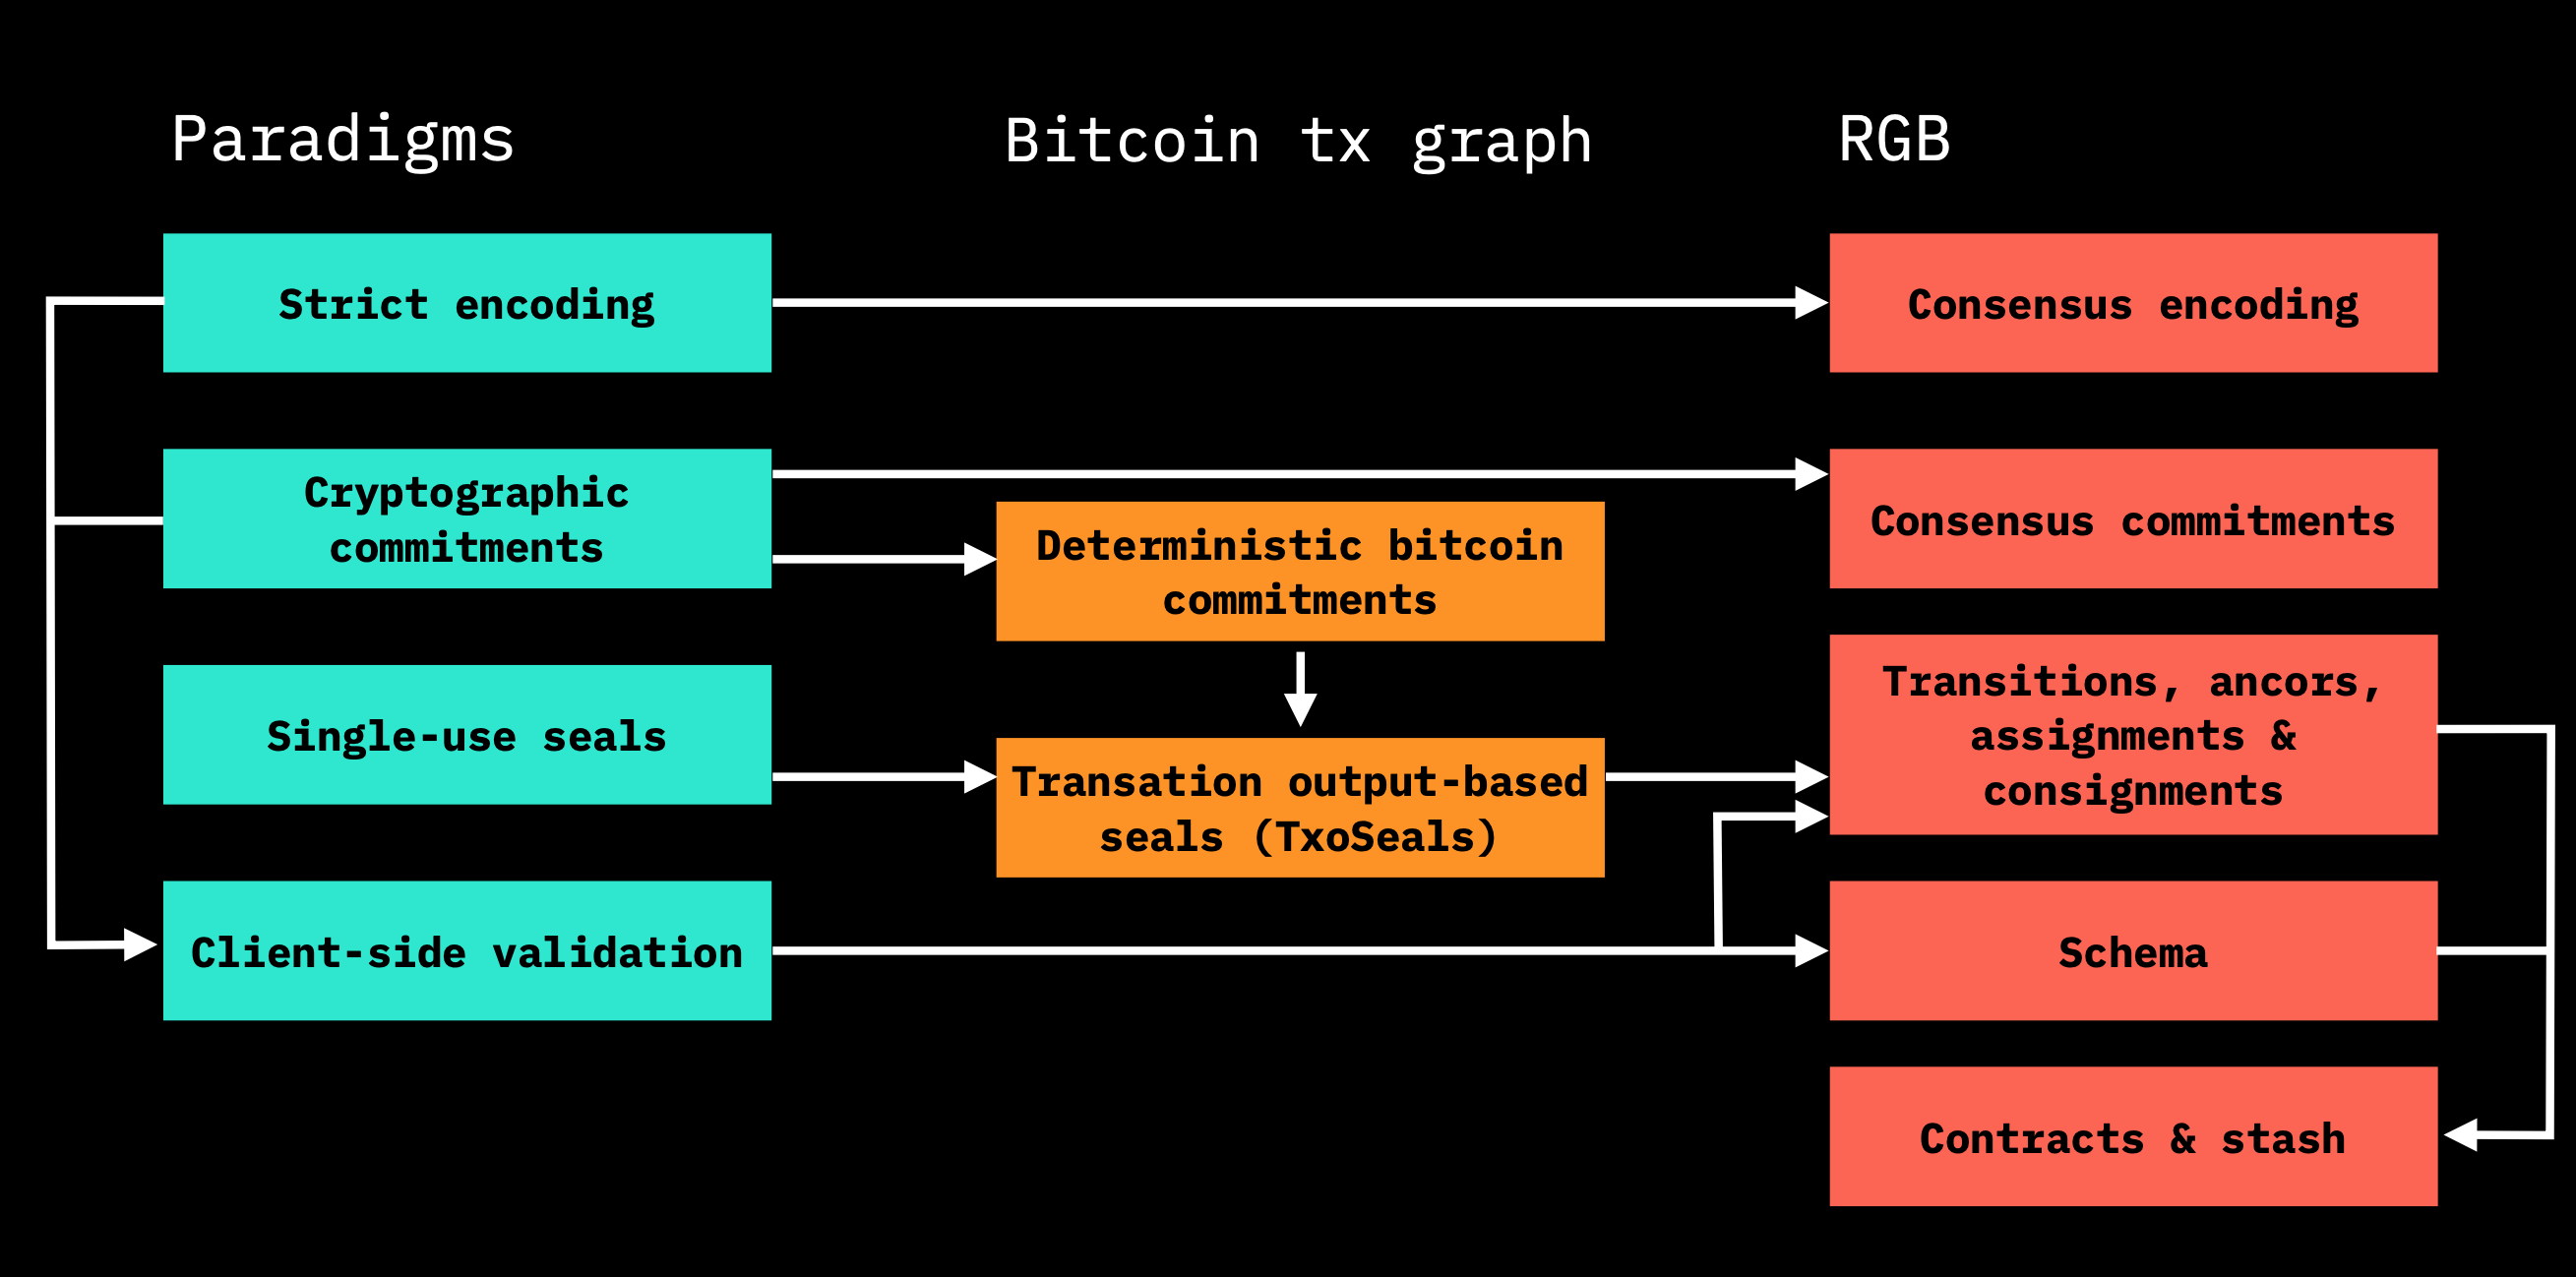 Paradigms
Bitcoin tx graph
RGB
Strict encoding
Consensus encoding
Cryptographic
commitments
Deterministic bitcoin
commitments
Consensus commitments
Single-use seals
Transation output-based
seals (TxoSeals)
Transitions, ancors,
assignments &
consignments
Client-side validation
Schema
Contracts & stash